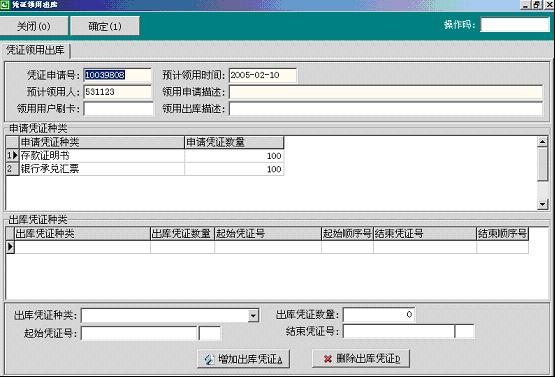 凭证领用出库
关闭(O) 确定(1) 操作码:
凭证领用出库
凭证申请号: 10039808 预计领用时间: 2005-02-10
预计领用人: 531123 领用申请描述:
领用用户刷卡: 领用出库描述:
申请凭证种类
申请凭证种类 申请凭证数量
1 存款证明书 100
2 银行承兑汇票 100
出库凭证种类
出库凭证种类 出库凭证数量 起始凭证号 起始顺序号 结束凭证号 结束顺序号
出库凭证种类: 出库凭证数量: 0
起始凭证号: 结束凭证号:
增加出库凭证A 删除出库凭证D